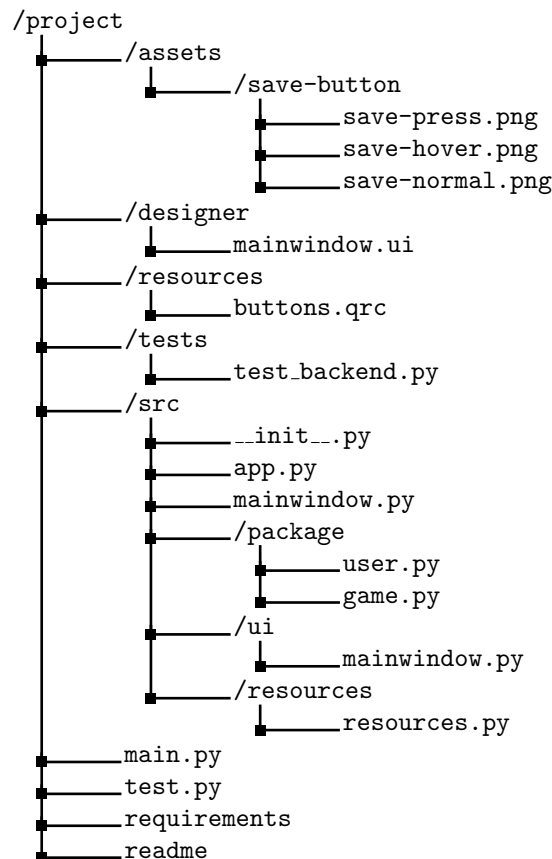 /project
/assets
/save-button
save-press.png
save-hover.png
save-normal.png
/designer
mainwindow.ui
/resources
buttons.qrc
/tests
test_backend.py
/src
__init__.py
app.py
mainwindow.py
/package
user.py
game.py
/ui
mainwindow.py
/resources
resources.py
main.py
test.py
requirements
readme